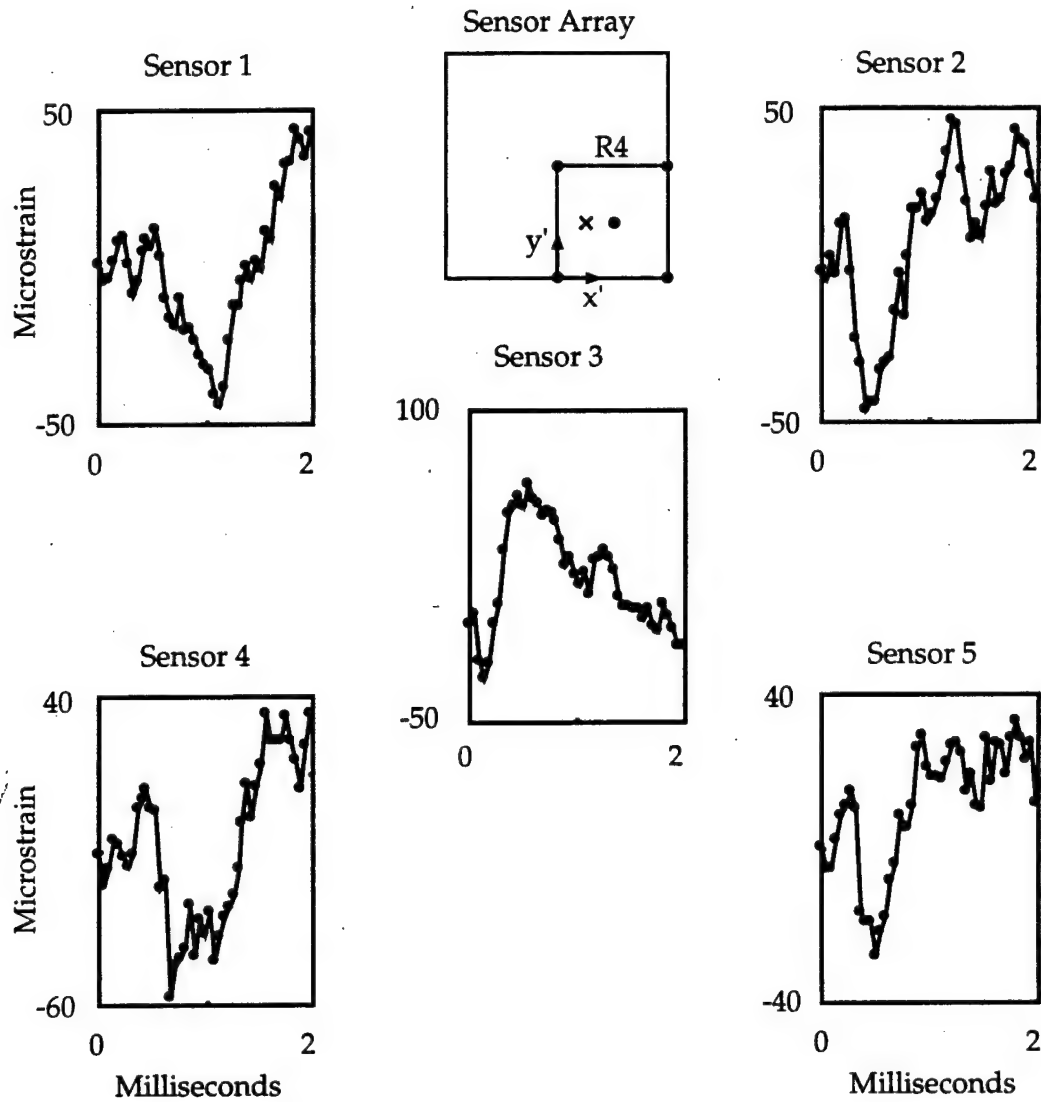 Sensor Array
Sensor 1
Sensor 2
50
-50
0
2
Microstrain
R4
y'
x'
50
-50
0
2
Sensor 3
100
-50
0
2
Sensor 4
40
-60
0
2
Microstrain
Milliseconds
Sensor 5
40
-40
0
2
Milliseconds